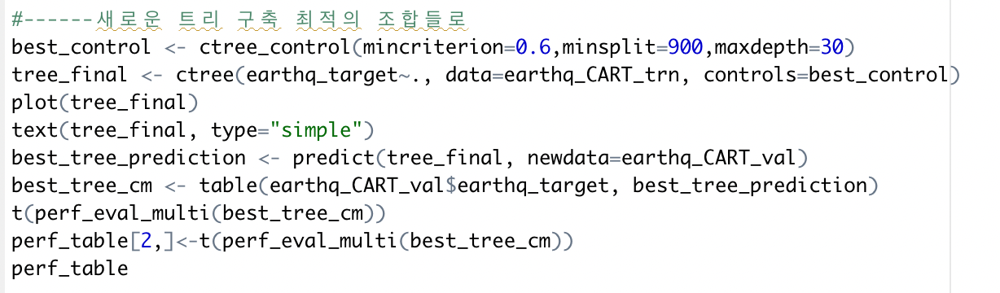 #------새로운 트리 구축 최적의 조합들로
best_control <- ctree_control(mincriterion=0.6,minsplit=900,maxdepth=30)
tree_final <- ctree(earthq_target~., data=earthq_CART_trn, controls=best_control)
plot(tree_final)
text(tree_final, type="simple")
best_tree_prediction <- predict(tree_final, newdata=earthq_CART_val)
best_tree_cm <- table(earthq_CART_val$earthq_target, best_tree_prediction)
t(perf_eval_multi(best_tree_cm))
perf_table[2,]<-t(perf_eval_multi(best_tree_cm))
perf_table